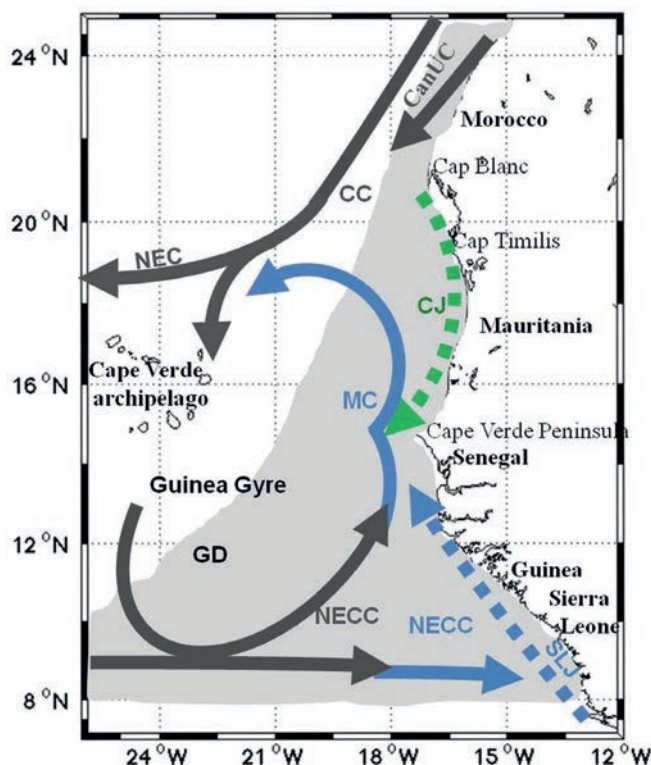 24°N
CanUC
Morocco
Cap Blanc
CC
20°N
Cap Timilis
NEC
CJ
Mauritania
Cape Verde
archipelago
16°N
MC
Cape Verde Peninsula
Senegal
Guinea Gyre
12°N
GD
Guinea
Sierra
Leone
NECC
NECC
SLJ
8°N
24°W
21°W
18°W
15°W
12°W